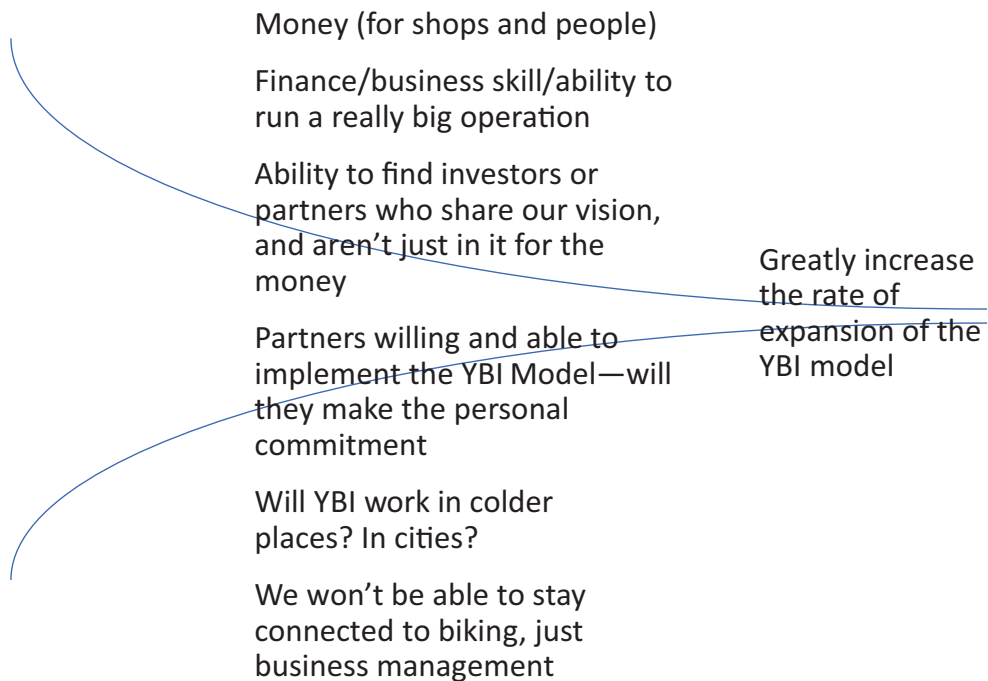 Money (for shops and people)
Finance/business skill/ability to
run a really big operation
Ability to find investors or
partners who share our vision,
and aren’t just in it for the
money
Partners willing and able to
implement the YBI Model—will
they make the personal
commitment
Will YBI work in colder
places? In cities?
We won’t be able to stay
connected to biking, just
business management
Greatly increase
the rate of
expansion of the
YBI model